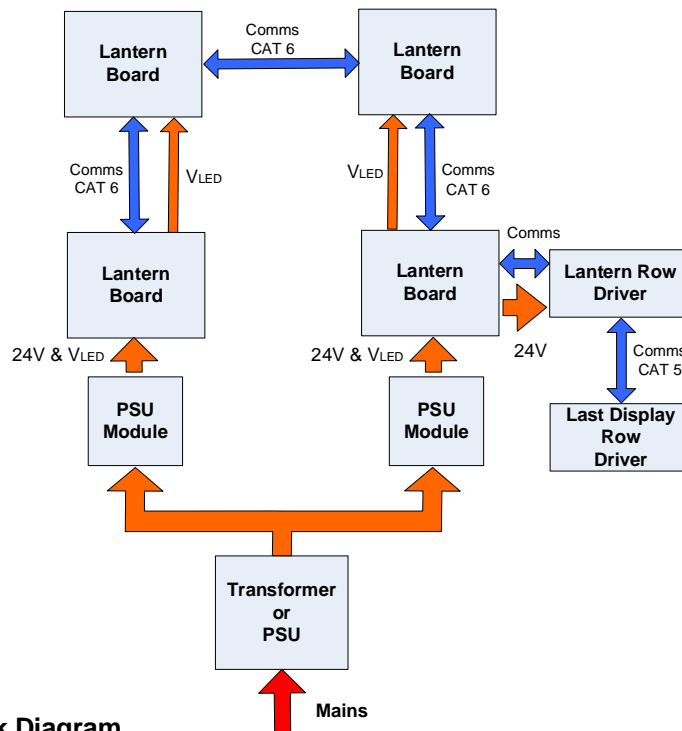 Lantern
Board
Comms
CAT 6
Lantern
Board
Comms
CAT 6
VLED
VLED
Comms
CAT 6
Lantern
Board
Lantern
Board
Comms
Lantern Row
Driver
24V & VLED
24V & VLED
24V
Comms
CAT 5
PSU
Module
PSU
Module
Last Display
Row
Driver
Transformer
or
PSU
Mains
Diagram